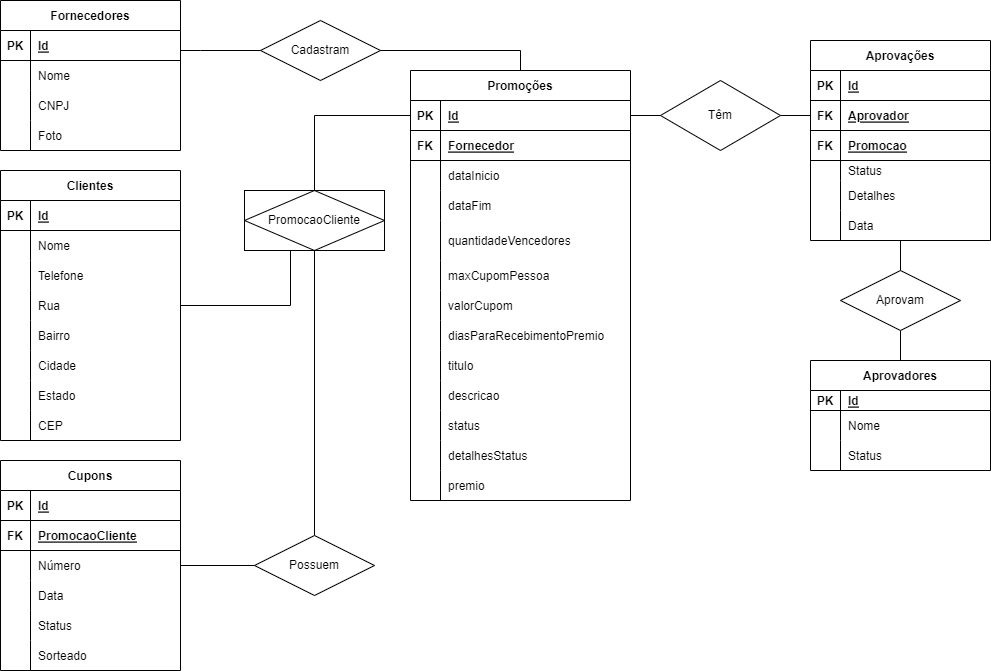 Fornecedores
PK Id
Nome
CNPJ
Foto
Cadastram
Clientes
PK Id
Nome
Telefone
Rua
Bairro
Cidade
Estado
CEP
PromocaoCliente
Cupons
PK Id
FK PromocaoCliente
Número
Data
Status
Sorteado
Possuem
Promoções
PK Id
FK Fornecedor
dataInicio
dataFim
quantidadeVencedores
maxCupomPessoa
valorCupom
diasParaRecebimentoPremio
titulo
descricao
status
detalhesStatus
premio
Têm
Aprovações
PK Id
FK Aprovador
FK Promocao
Status
Detalhes
Data
Aprovam
Aprovadores
PK Id
Nome
Status